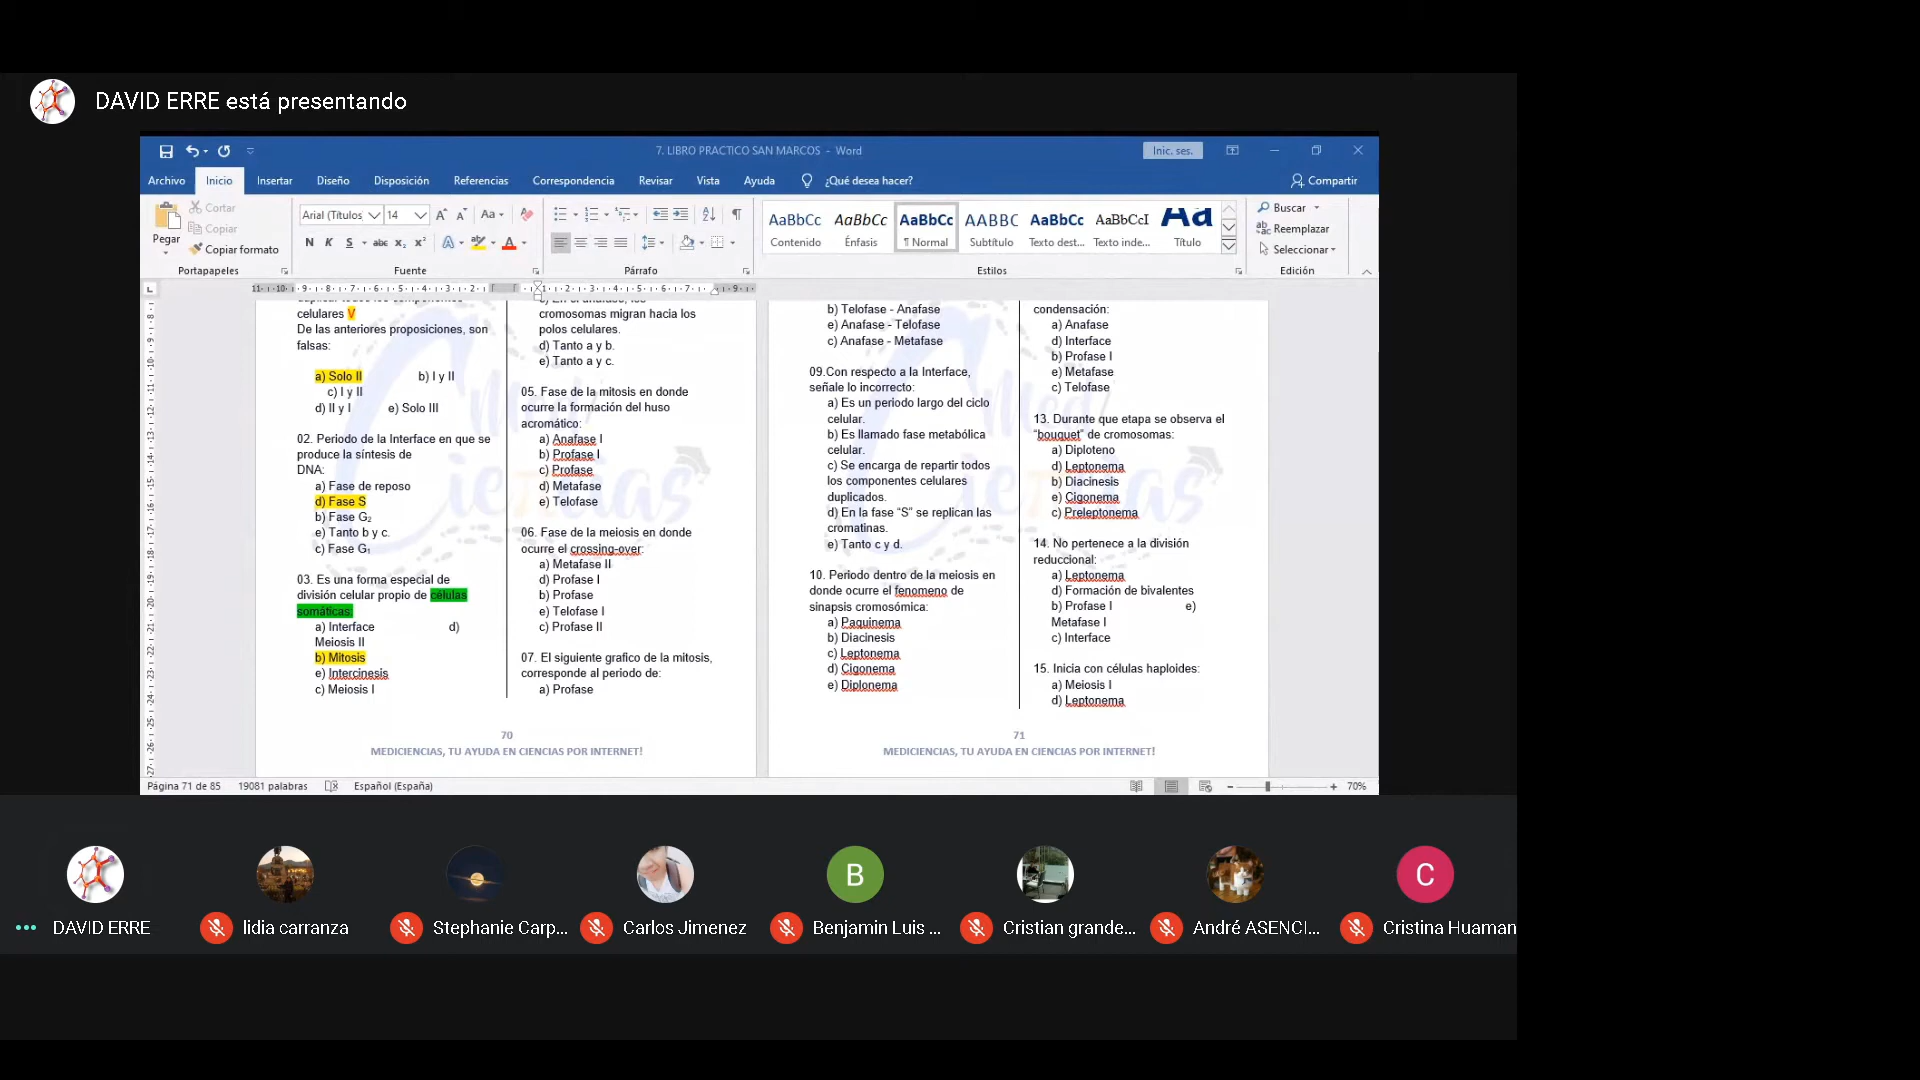 DAVID ERRE está presentando
7. LIBRO PRACTICO SAN MARCOS - Word
Inic. ses.
Archivo Inicio Insertar Diseño Disposición Referencias Correspondencia Revisar Vista Ayuda ¿Qué desea hacer? Compartir
Pegar
Cortar
Copiar
Copiar formato
Portapapeles
Arial (Títulos 14
Fuente
Párrafo
AaBbCc AaBbCc AaBbCc AABBC AaBbCc AaBbCcI Aa
Contenido Énfasis ¶ Normal Subtítulo Texto dest... Texto inde... Título
Estilos
Buscar
Reemplazar
Seleccionar
Edición
celulares V
De las anteriores proposiciones, son
falsas:
a) Solo II b) I y II
c) I y II
d) II y I e) Solo III
02. Periodo de la Interface en que se
produce la síntesis de
DNA:
a) Fase de reposo
d) Fase S
b) Fase G₂
e) Tanto b y c.
c) Fase G₁
03. Es una forma especial de
división celular propio de células
somáticas:
a) Interface d)
Meiosis II
b) Mitosis
e) Intercinesis
c) Meiosis I
cromosomas migran hacia los
polos celulares.
d) Tanto a y b.
e) Tanto a y c.
05. Fase de la mitosis en donde
ocurre la formación del huso
acromático:
a) Anafase I
b) Profase I
c) Profase
d) Metafase
e) Telofase
06. Fase de la meiosis en donde
ocurre el crossing-over:
a) Metafase II
d) Profase I
b) Profase
e) Telofase I
c) Profase II
07. El siguiente grafico de la mitosis,
corresponde al periodo de:
a) Profase
70
MEDICIENCIAS, TU AYUDA EN CIENCIAS POR INTERNET!
b) Telofase - Anafase
e) Anafase - Telofase
c) Anafase - Metafase
09.Con respecto a la Interface,
señale lo incorrecto:
a) Es un periodo largo del ciclo
celular.
b) Es llamado fase metabólica
celular.
c) Se encarga de repartir todos
los componentes celulares
duplicados.
d) En la fase “S” se replican las
cromatinas.
e) Tanto c y d.
10. Periodo dentro de la meiosis en
donde ocurre el fenomeno de
sinapsis cromosómica:
a) Paquinema
b) Diacinesis
c) Leptonema
d) Cigonema
e) Diplonema
condensación:
a) Anafase
d) Interface
b) Profase I
e) Metafase
c) Telofase
13. Durante que etapa se observa el
“bouquet” de cromosomas:
a) Diploteno
d) Leptonema
b) Diacinesis
e) Cigonema
c) Preleptonema
14. No pertenece a la división
reduccional:
a) Leptonema
d) Formación de bivalentes
b) Profase I e)
Metafase I
c) Interface
15. Inicia con células haploides:
a) Meiosis I
d) Leptonema
71
MEDICIENCIAS, TU AYUDA EN CIENCIAS POR INTERNET!
Página 71 de 85 19081 palabras Español (España) 70%
B C
DAVID ERRE lidia carranza Stephanie Carp... Carlos Jimenez Benjamin Luis ... Cristian grande... André ASENCI... Cristina Huaman